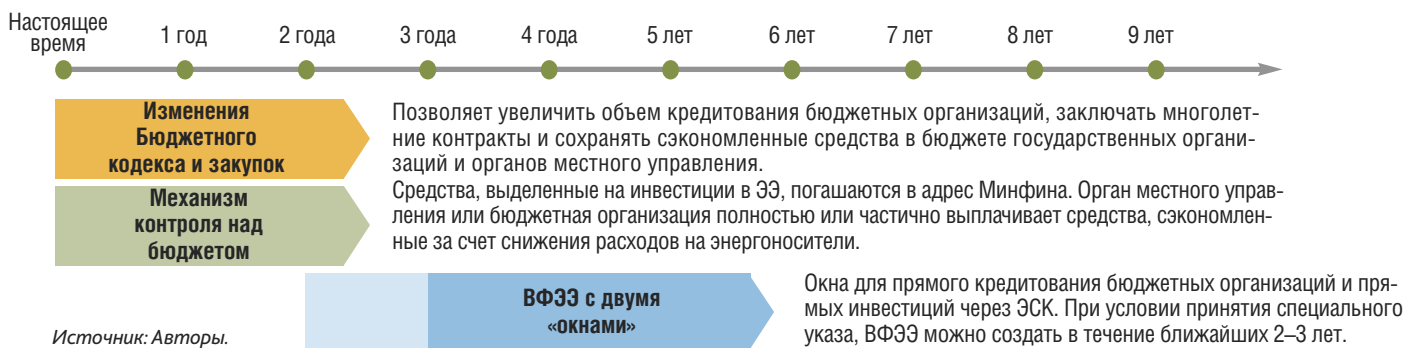 Настоящее
время
1 год
2 года
3 года
4 года
5 лет
6 лет
7 лет
8 лет
9 лет
Изменения
Бюджетного
кодекса и закупок
Позволяет увеличить объем кредитования бюджетных организаций, заключать многолет-
ние контракты и сохранять сэкономленные средства в бюджете государственных органи-
заций и органов местного управления.
Механизм
контроля над
бюджетом
Средства, выделенные на инвестиции в ЭЭ, погашаются в адрес Минфина. Орган местного управ-
ления или бюджетная организация полностью или частично выплачивает средства, сэкономлен-
ные за счет снижения расходов на энергоносители.
ВФЭЭ с двумя
«окнами»
Окна для прямого кредитования бюджетных организаций и пря-
мых инвестиций через ЭСК. При условии принятия специального
указа, ВФЭЭ можно создать в течение ближайших 2–3 лет.
Источник: Авторы.